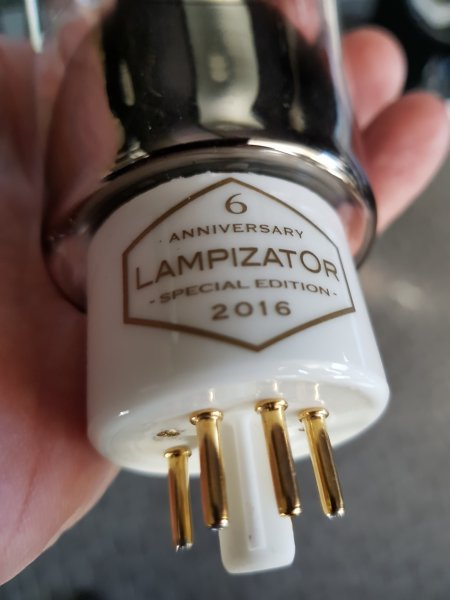 6
ANNIVERSARY
LAMPIZATOR
- SPECIAL EDITION -
2016